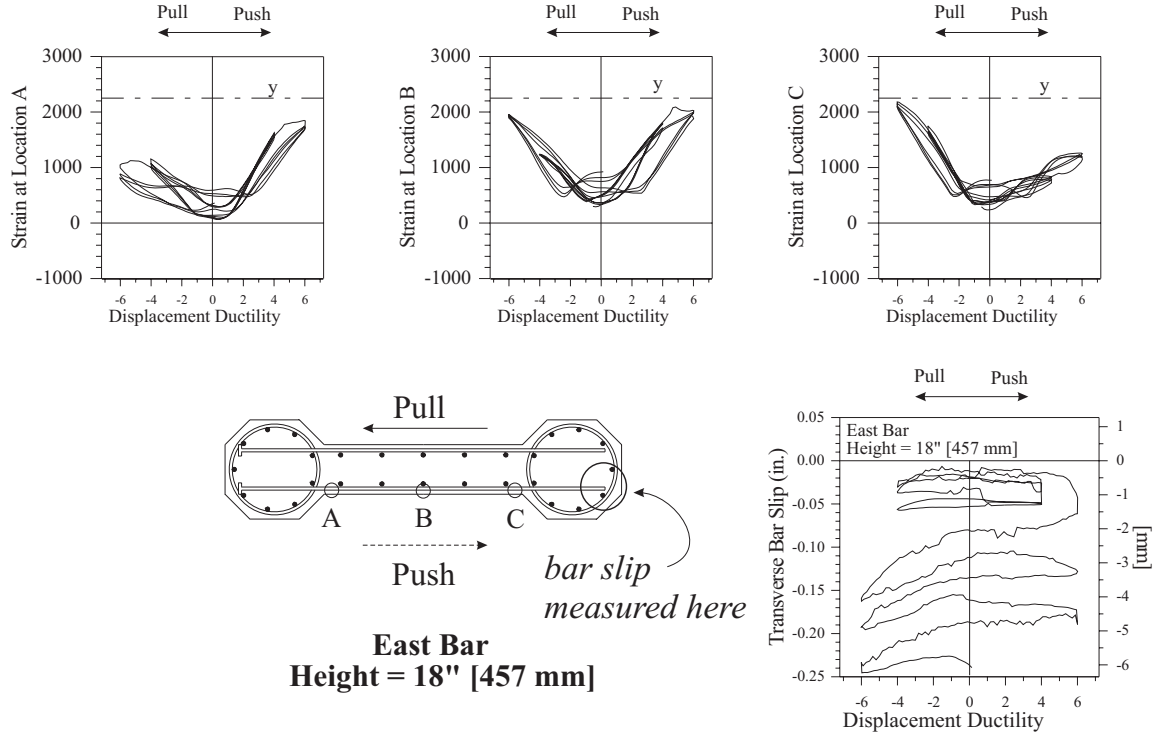 Pull Push
Pull Push
Pull Push
Strain at Location A
3000
2000
1000
0
-1000
y
-6 -4 -2 0 2 4 6
Displacement Ductility
Strain at Location B
3000
2000
1000
0
-1000
y
-6 -4 -2 0 2 4 6
Displacement Ductility
Strain at Location C
3000
2000
1000
0
-1000
y
-6 -4 -2 0 2 4 6
Displacement Ductility
Pull
A B C
Push
bar slip
measured here
East Bar
Height = 18" [457 mm]
Pull Push
East Bar
Height = 18" [457 mm]
Transverse Bar Slip (in.)
0.05
0.00
-0.05
-0.10
-0.15
-0.20
-0.25
1
0
-1
-2
-3
-4
-5
-6
[mm]
-6 -4 -2 0 2 4 6
Displacement Ductility